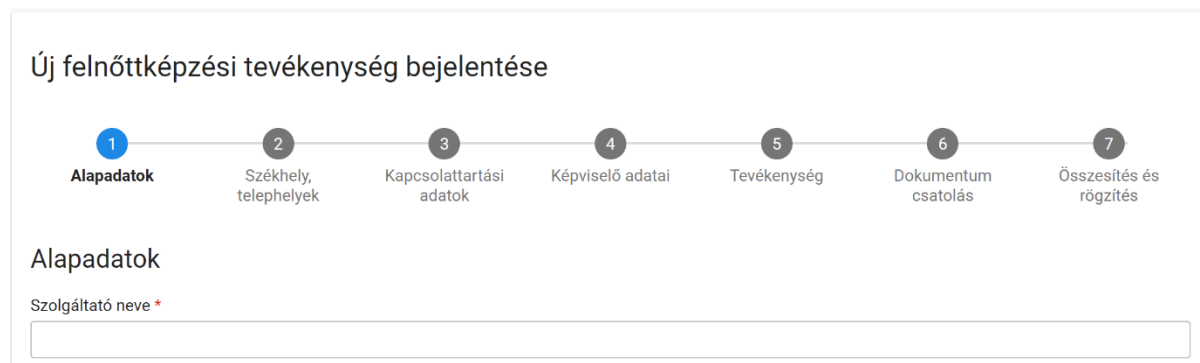 Új felnőttképzési tevékenység bejelentése
1
2
3
4
5
6
7
Alapadatok
Székhely,
telephelyek
Kapcsolattartási
adatok
Képviselő adatai
Tevékenység
Dokumentum
csatolás
Összesítés és
rögzítés
Alapadatok
Szolgáltató neve *